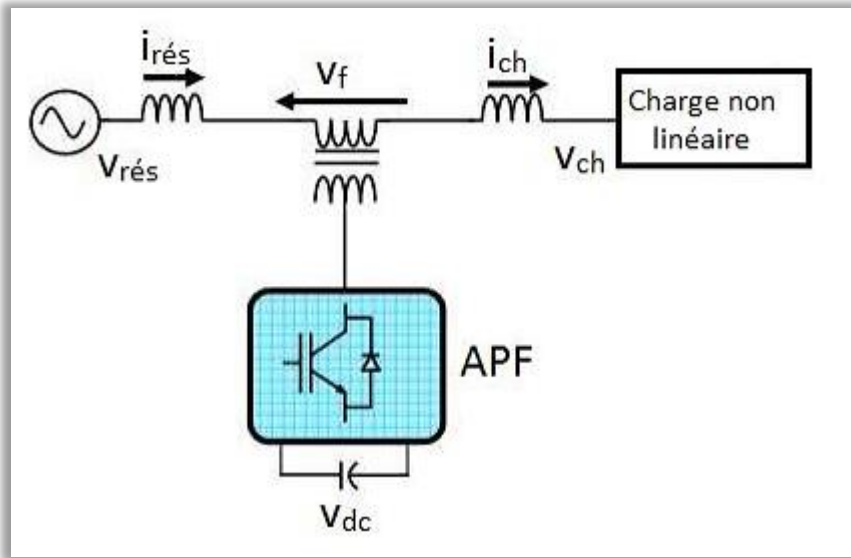 irés
vf
ich
Charge non
linéaire
vrés
vch
APF
vdc